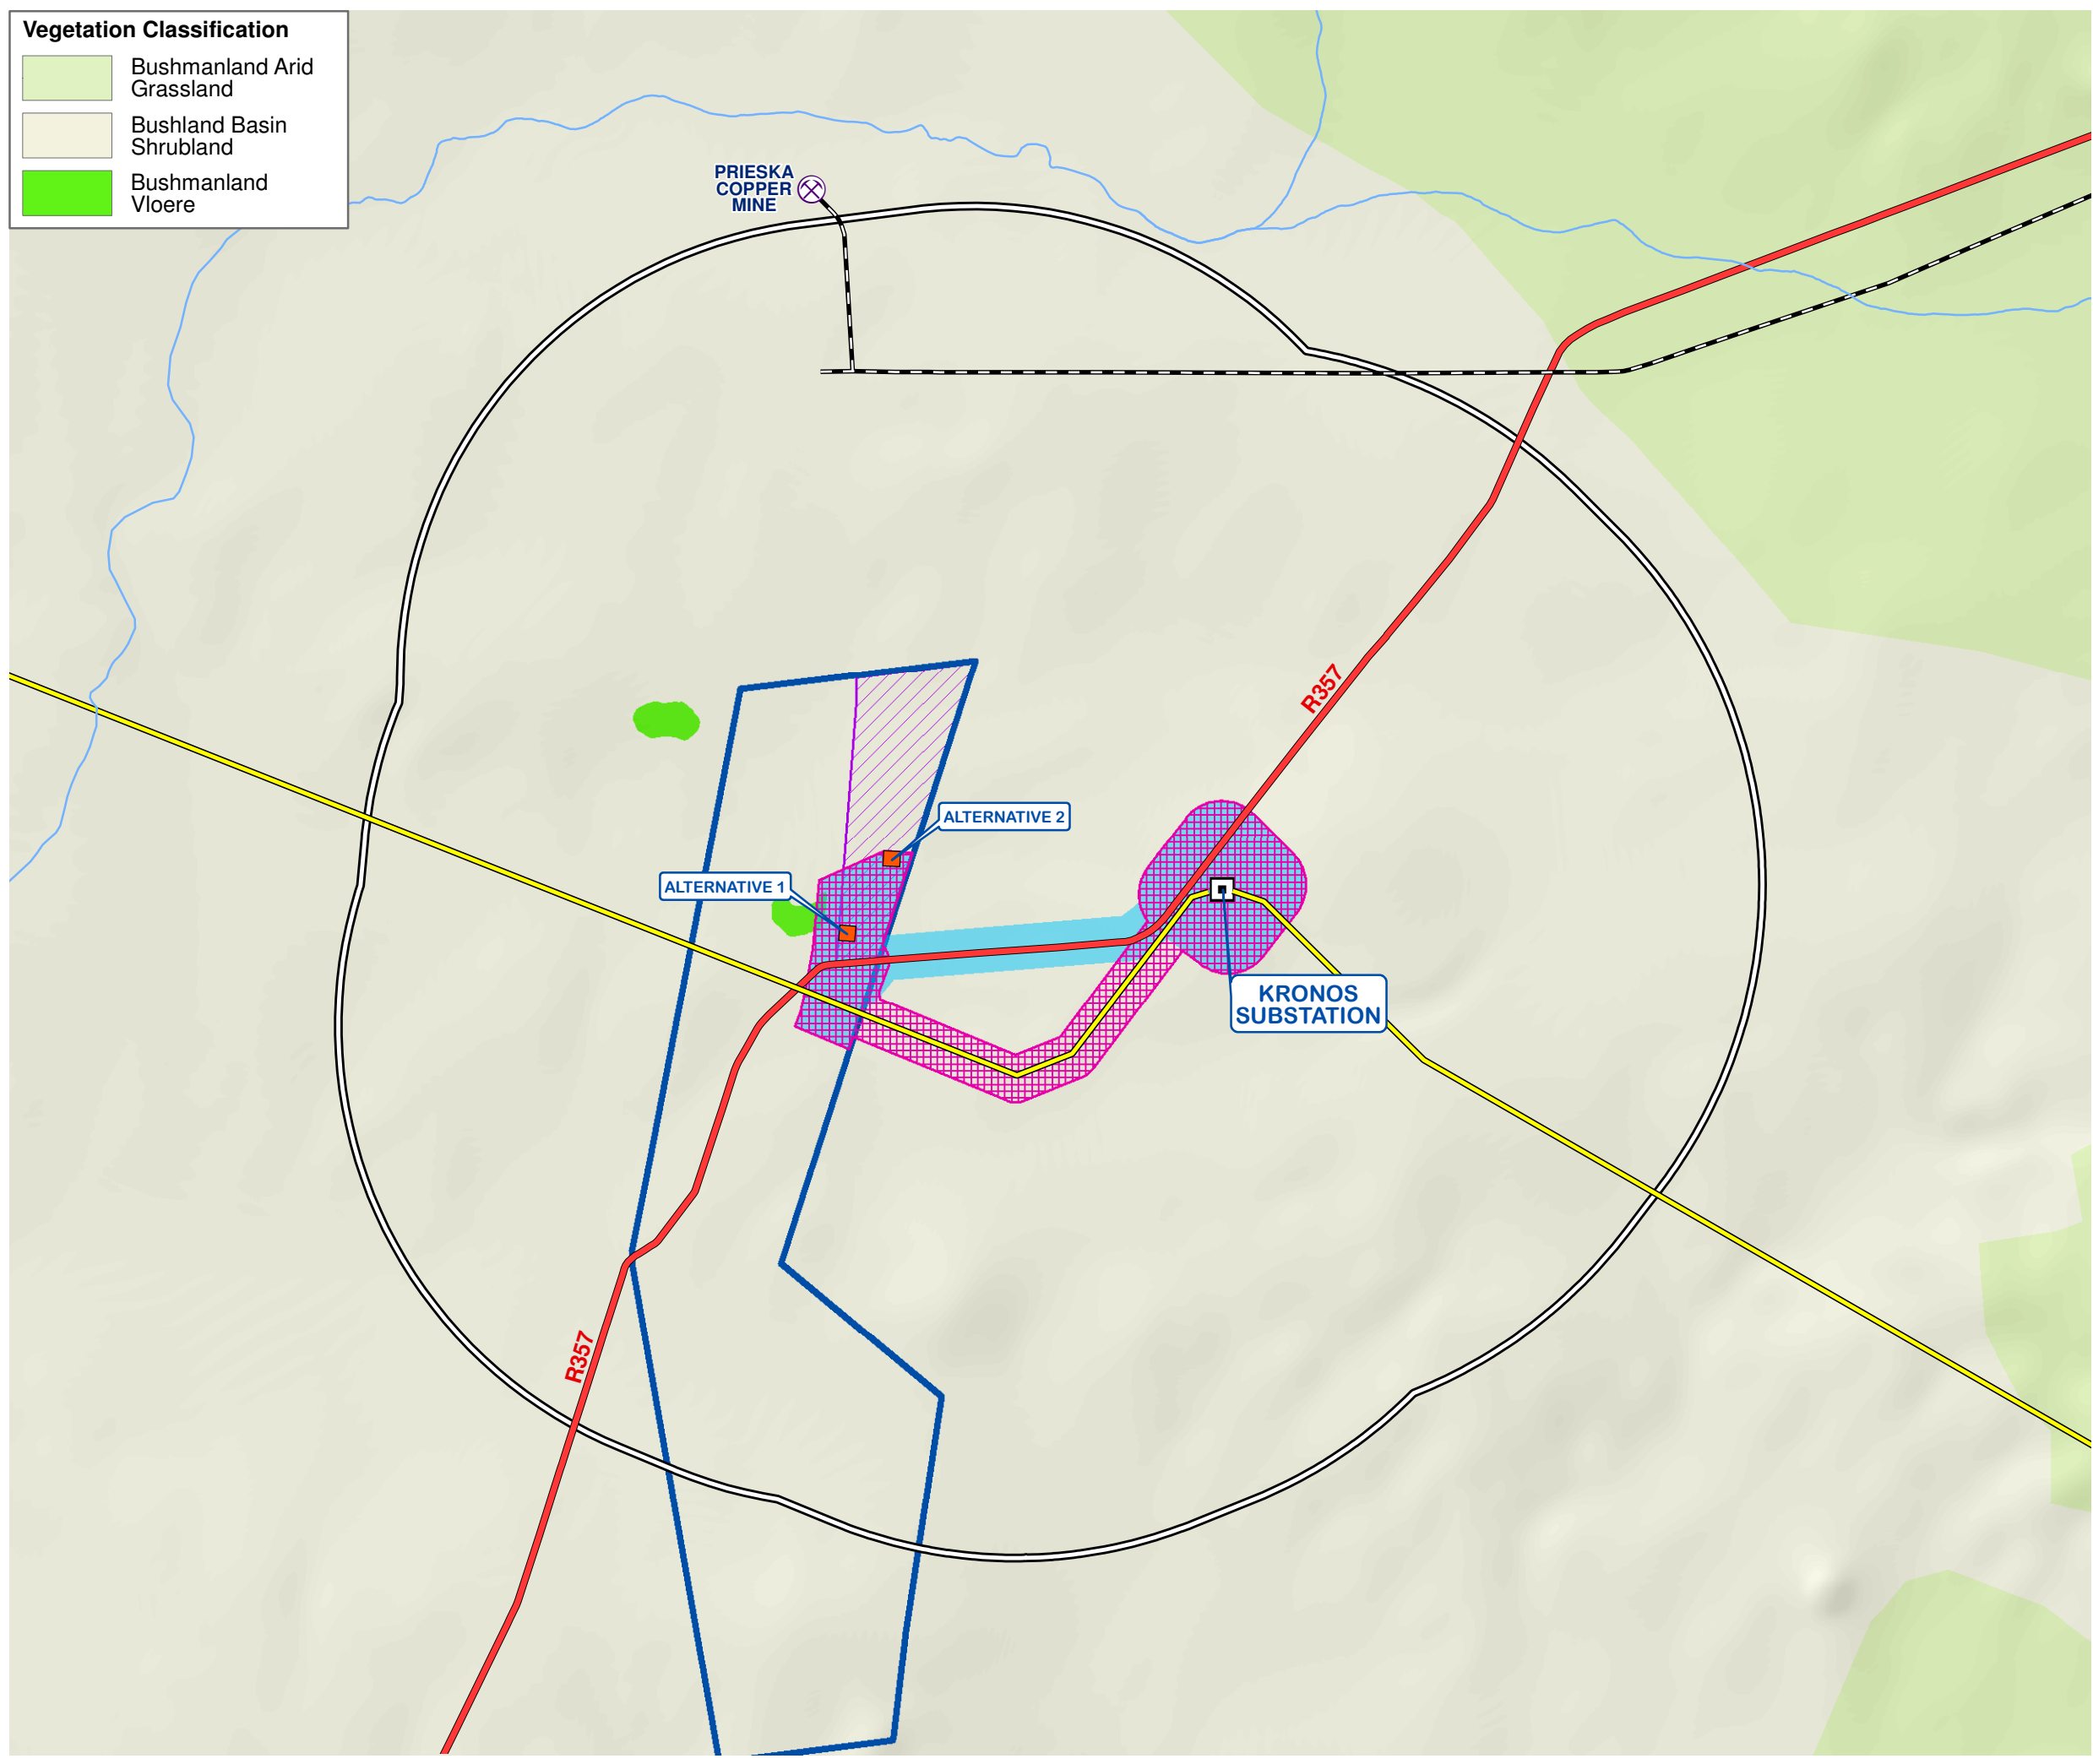 Vegetation Classification
Bushmanland Arid
Grassland
Bushland Basin
Shrubland
Bushmanland
Vloere
PRIESKA
COPPER
MINE
R357
ALTERNATIVE 2
ALTERNATIVE 1
KRONOS
SUBSTATION
R357